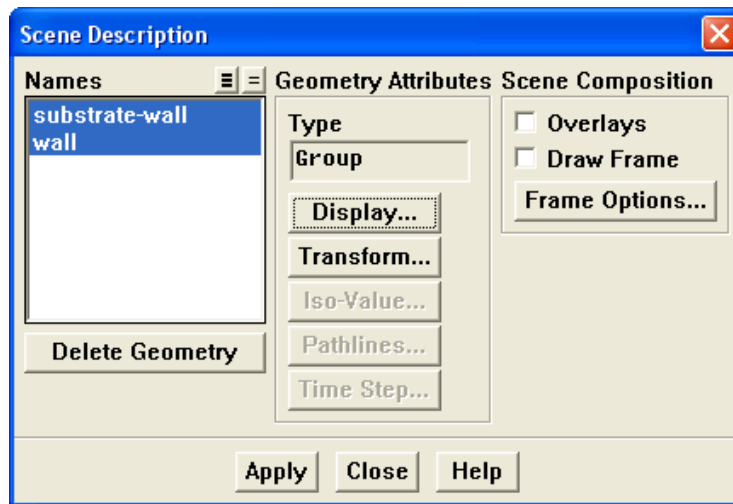 Scene Description
Names
substrate-wall
wall
Delete Geometry
Geometry Attributes
Type
Group
Display...
Transform...
Iso-Value...
Pathlines...
Time Step...
Scene Composition
Overlays
Draw Frame
Frame Options...
Apply
Close
Help